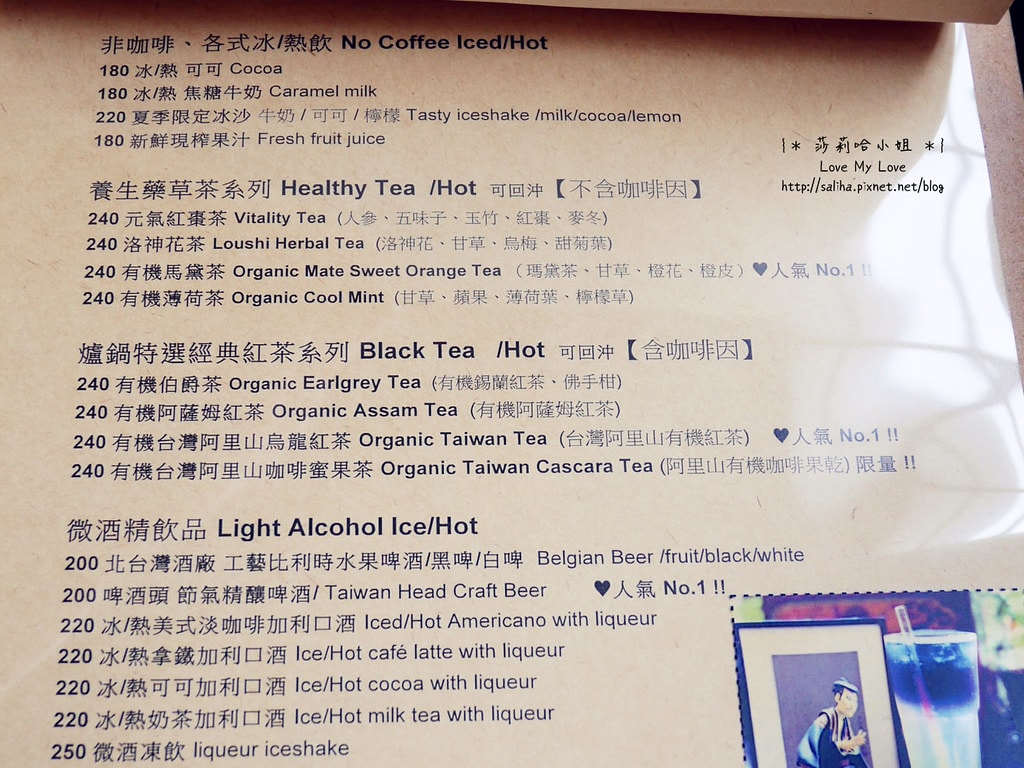 非咖啡、各式冰/熱飲 No Coffee Iced/Hot
180 冰/熱 可可 Cocoa
180 冰/熱 焦糖牛奶 Caramel milk
220 夏季限定冰沙 牛奶 / 可可 / 檸檬 Tasty iceshake /milk/cocoa/lemon
180 新鮮現榨果汁 Fresh fruit juice
{* 莎莉哈小姐 *}
Love My Love
http://saliha.pixnet.net/blog
養生藥草茶系列 Healthy Tea /Hot 可回沖【不含咖啡因】
240 元氣紅棗茶 Vitality Tea (人參、五味子、玉竹、紅棗、麥冬)
240 洛神花茶 Loushi Herbal Tea (洛神花、甘草、烏梅、甜菊葉)
240 有機馬黛茶 Organic Mate Sweet Orange Tea （瑪黛茶、甘草、橙花、橙皮）♥人氣 No.1 !!
240 有機薄荷茶 Organic Cool Mint (甘草、蘋果、薄荷葉、檸檬草)
爐鍋特選經典紅茶系列 Black Tea /Hot 可回沖【含咖啡因】
240 有機伯爵茶 Organic Earlgrey Tea (有機錫蘭紅茶、佛手柑)
240 有機阿薩姆紅茶 Organic Assam Tea (有機阿薩姆紅茶)
240 有機台灣阿里山烏龍紅茶 Organic Taiwan Tea (台灣阿里山有機紅茶) ♥人氣 No.1 !!
240 有機台灣阿里山咖啡蜜果茶 Organic Taiwan Cascara Tea (阿里山有機咖啡果乾) 限量 !!
微酒精飲品 Light Alcohol Ice/Hot
200 北台灣酒廠 工藝比利時水果啤酒/黑啤/白啤 Belgian Beer /fruit/black/white
200 啤酒頭 節氣精釀啤酒/ Taiwan Head Craft Beer ♥人氣 No.1 !!
220 冰/熱美式淡咖啡加利口酒 Iced/Hot Americano with liqueur
220 冰/熱拿鐵加利口酒 Ice/Hot café latte with liqueur
220 冰/熱可可加利口酒 Ice/Hot cocoa with liqueur
220 冰/熱奶茶加利口酒 Ice/Hot milk tea with liqueur
250 微酒凍飲 liqueur iceshake